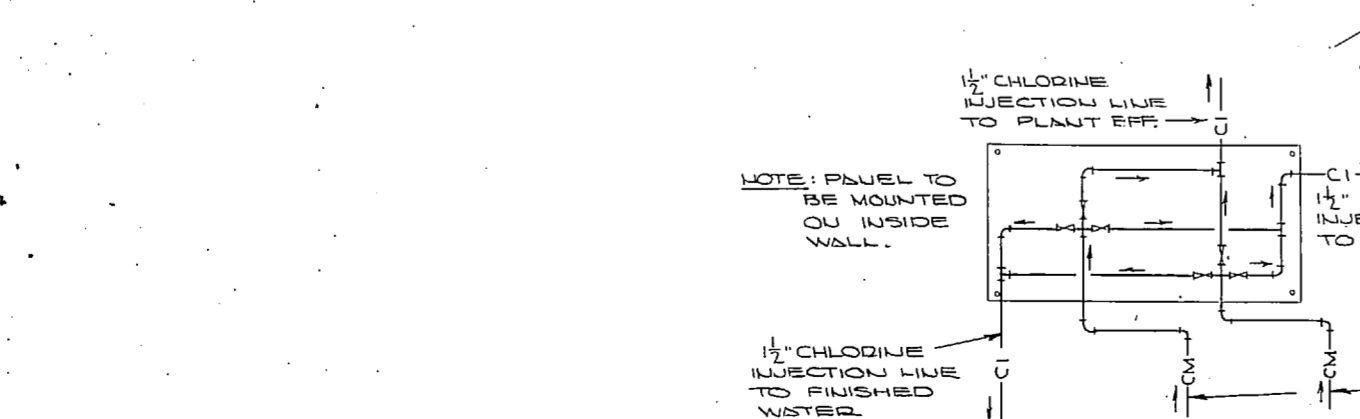 1½" CHLORINE
INJECTION LINE
TO PLANT EFF.
CI
NOTE: PANEL TO
BE MOUNTED
ON INSIDE
WALL.
CI
1½"
TO
1½" CHLORINE
INJECTION LINE
TO FINISHED
WATER
CI
CM
CM